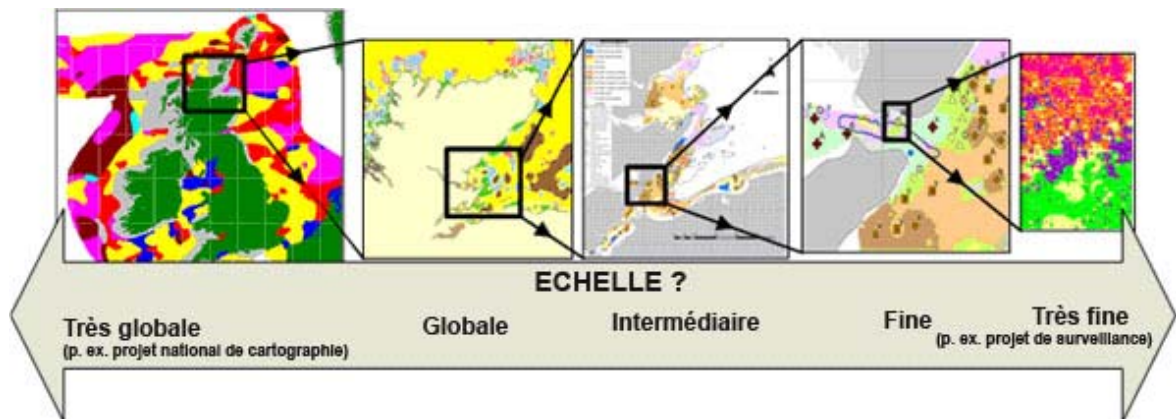 ECHELLE ?
Très globale
(p. ex. projet national de cartographie)
Globale
Intermédiaire
Fine
Très fine
(p. ex. projet de surveillance)